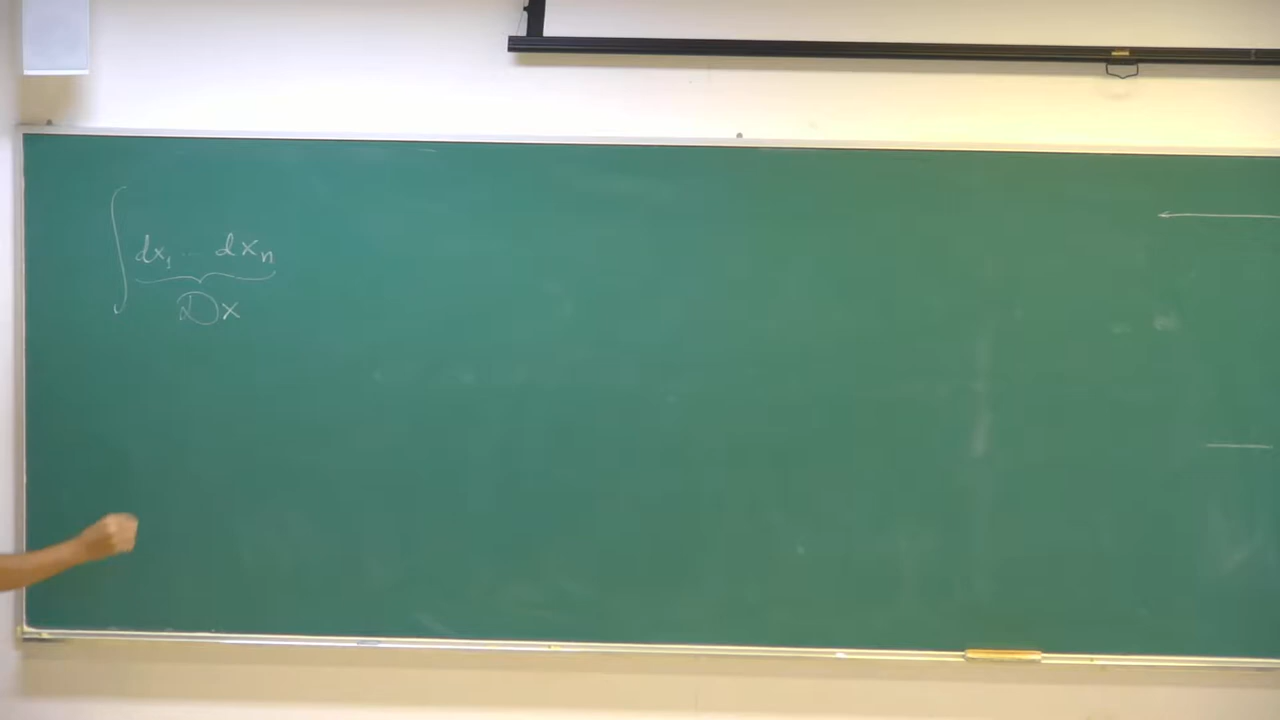 ∫ dx₁ ... dxₙ
𝒟x